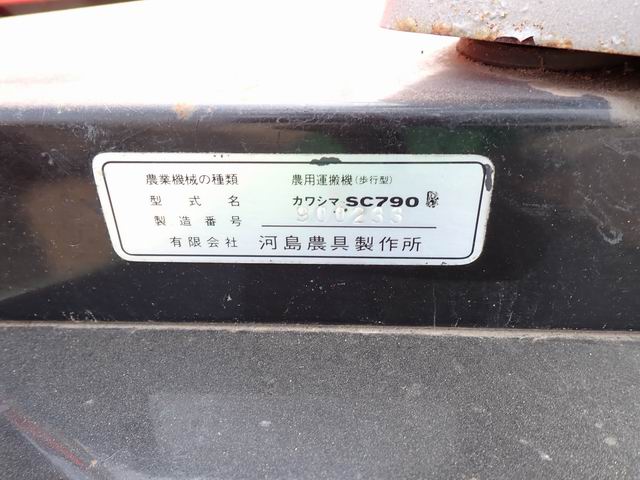 農業機械の種類 農用運搬機(歩行型)
型式名 カワシマ SC790
製造番号 900233
有限会社 河島農具製作所